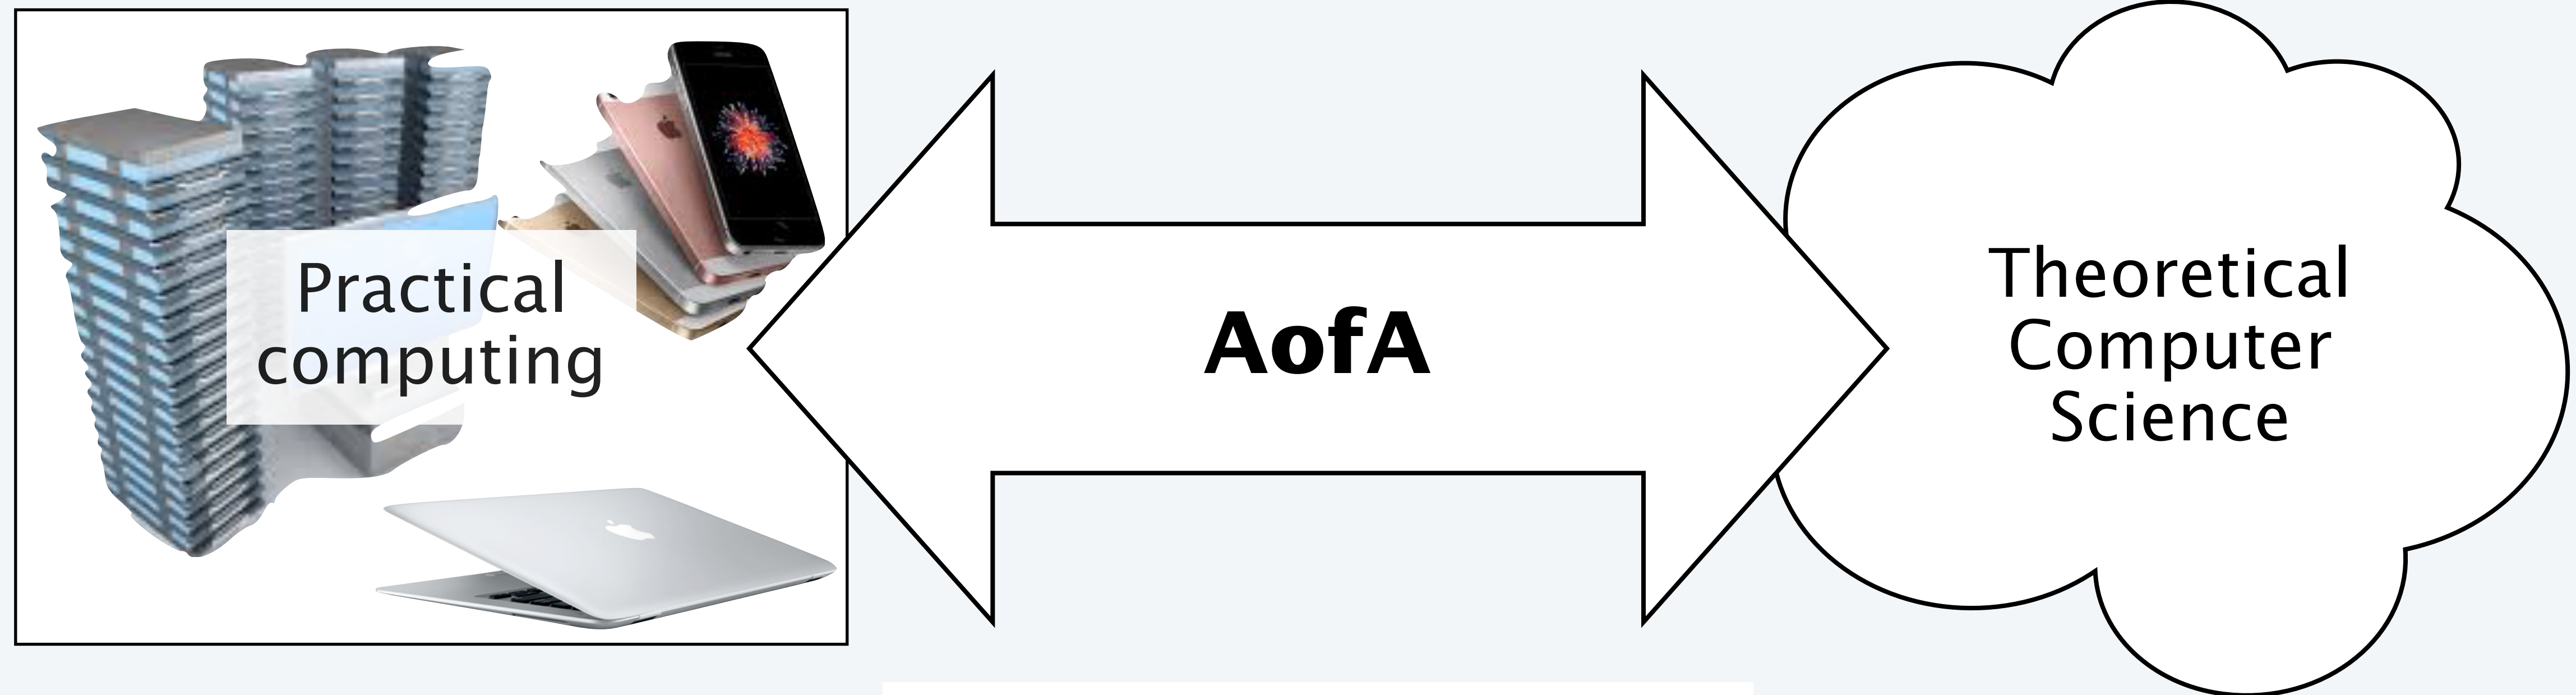 Practical
computing
AofA
Theoretical
Computer
Science